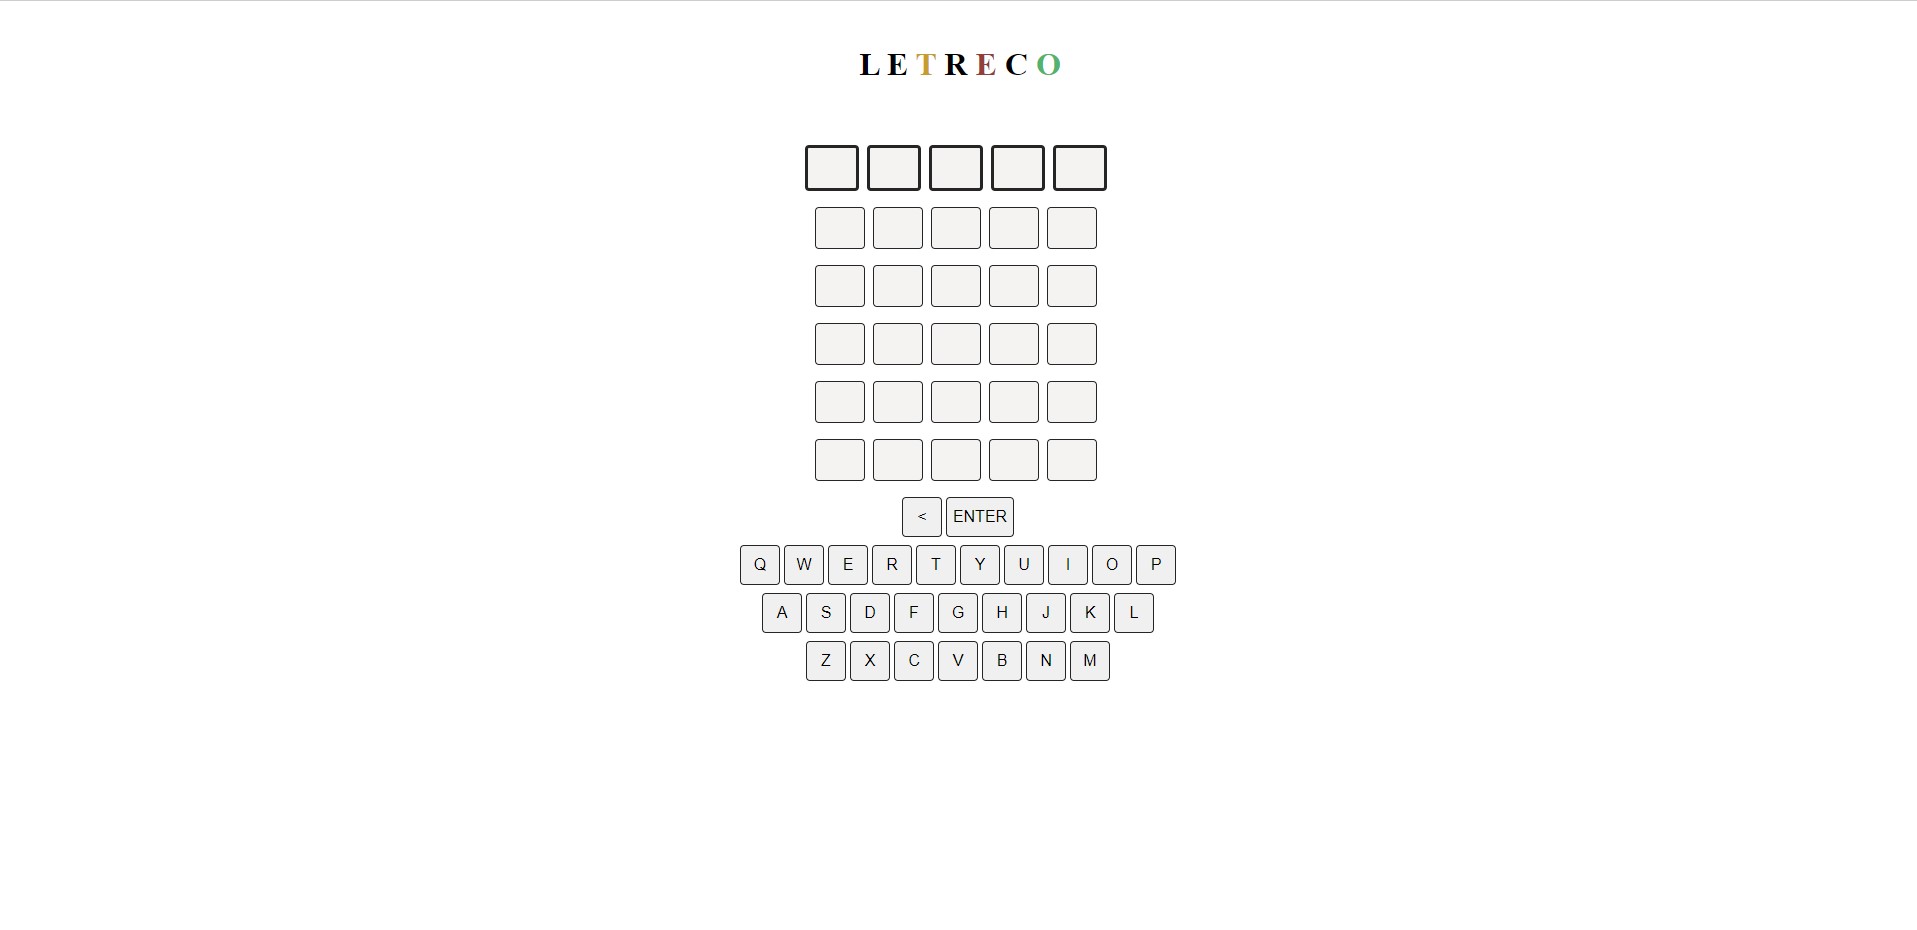 LETRECO
< ENTER
Q W E R T Y U I O P
A S D F G H J K L
Z X C V B N M